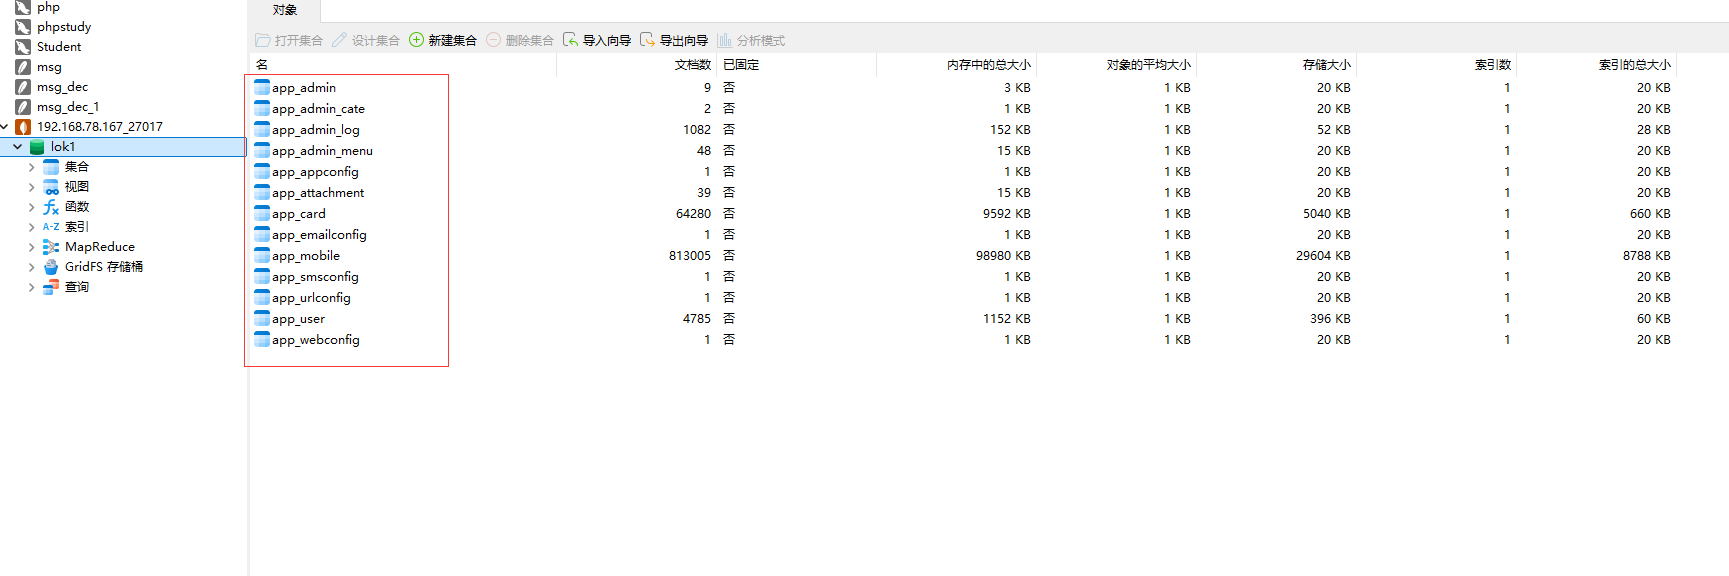 php
phpstudy
Student
msg
msg_dec
msg_dec_1
192.168.78.167_27017
lok1
集合
视图
函数
A-Z 索引
MapReduce
GridFS 存储桶
查询
对象
打开集合 设计集合 新建集合 删除集合 导入向导 导出向导 分析模式
名 文档数 已固定 内存中的总大小 对象的平均大小 存储大小 索引数 索引的总大小
app_admin 9 否 3 KB 1 KB 20 KB 1 20 KB
app_admin_cate 2 否 1 KB 1 KB 20 KB 1 20 KB
app_admin_log 1082 否 152 KB 1 KB 52 KB 1 28 KB
app_admin_menu 48 否 15 KB 1 KB 20 KB 1 20 KB
app_appconfig 1 否 1 KB 1 KB 20 KB 1 20 KB
app_attachment 39 否 15 KB 1 KB 20 KB 1 20 KB
app_card 64280 否 9592 KB 1 KB 5040 KB 1 660 KB
app_emailconfig 1 否 1 KB 1 KB 20 KB 1 20 KB
app_mobile 813005 否 98980 KB 1 KB 29604 KB 1 8788 KB
app_smsconfig 1 否 1 KB 1 KB 20 KB 1 20 KB
app_urlconfig 1 否 1 KB 1 KB 20 KB 1 20 KB
app_user 4785 否 1152 KB 1 KB 396 KB 1 60 KB
app_webconfig 1 否 1 KB 1 KB 20 KB 1 20 KB